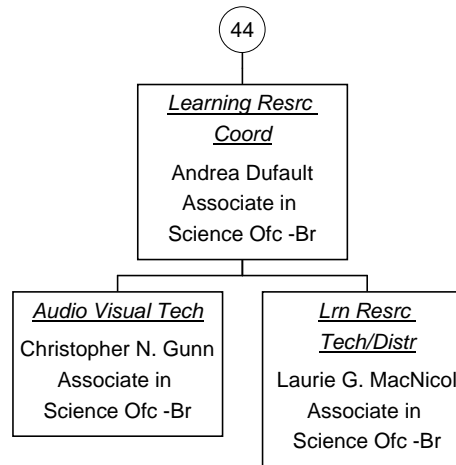 44
Learning Resrc
Coord
Andrea Dufault
Associate in
Science Ofc -Br
Audio Visual Tech
Christopher N. Gunn
Associate in
Science Ofc -Br
Lrn Resrc
Tech/Distr
Laurie G. MacNicol
Associate in
Science Ofc -Br